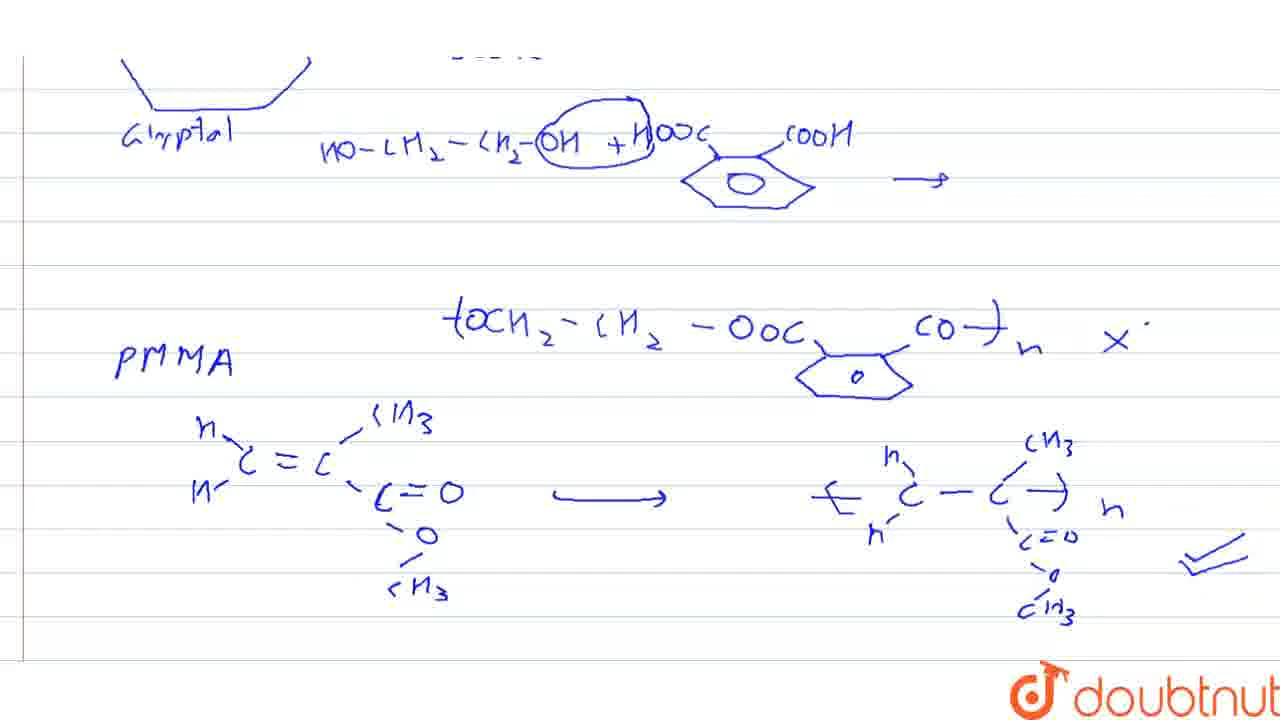 Glyptal
HO-CH2-CH2-OH + HOOC COOH
(OCH2-CH2-OOC CO)n X
PMMA
H CH3
C=C
H C=O
O
CH3
H CH3
(C-C)n
H C=O
O
CH3
doubtnut